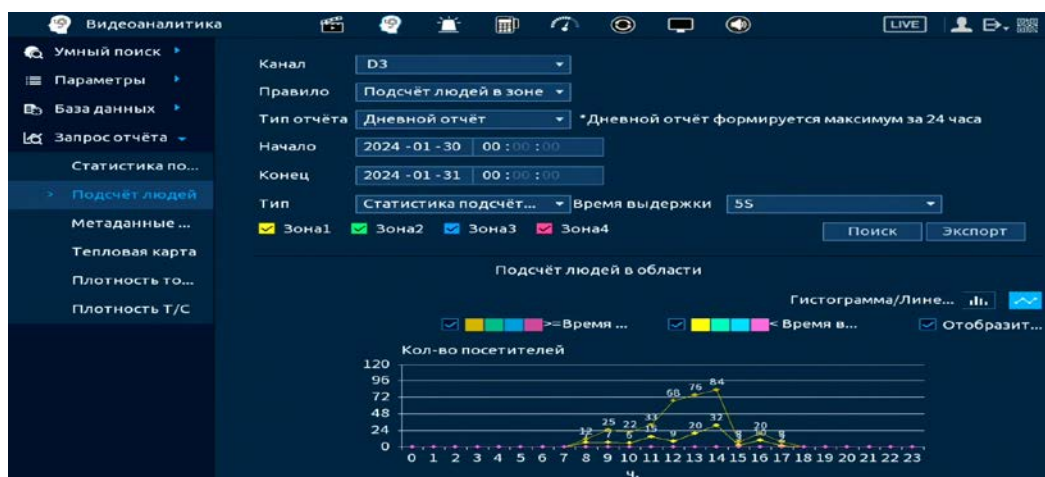 Видеоаналитика LIVE
Умный поиск
Параметры
База данных
Запрос отчёта
Статистика по...
> Подсчёт людей
Метаданные ...
Тепловая карта
Плотность то...
Плотность Т/С
Канал D3
Правило Подсчёт людей в зоне
Тип отчёта Дневной отчёт *Дневной отчёт формируется максимум за 24 часа
Начало 2024 -01 -30 00 :00 :00
Конец 2024 -01 -31 00 :00 :00
Тип Статистика подсчёт... Время выдержки 5S
Зона1 Зона2 Зона3 Зона4 Поиск Экспорт
Подсчёт людей в области
Гистограмма/Лине...
>=Время ... < Время в... Отобразит...
Кол-во посетителей
120
96
72
48
24
0
12 25 22 33 68 76 84 20
7 6 15 9 20 32
0 1 2 3 4 5 6 7 8 9 10 11 12 13 14 15 16 17 18 19 20 21 22 23
ч.